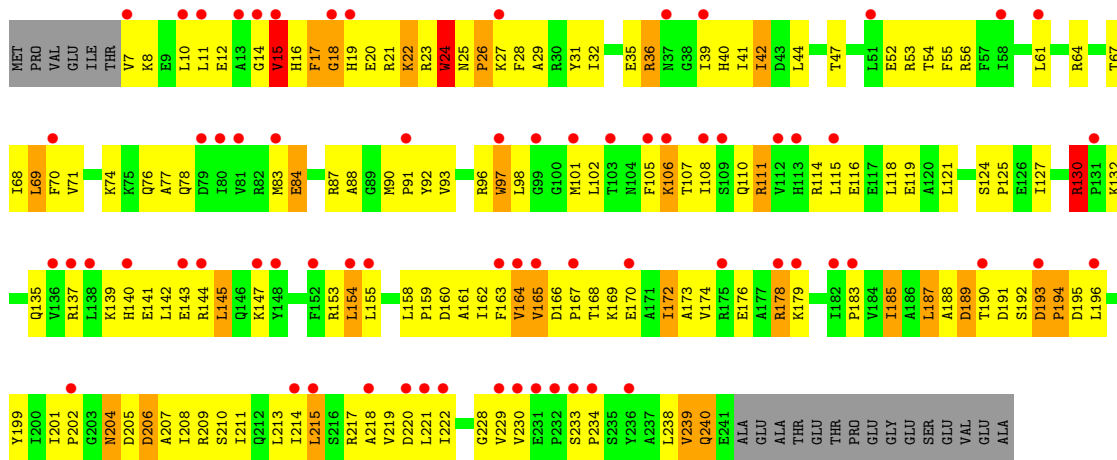 MET PRO VAL GLU ILE THR V7 K8 E9 L10 L11 E12 A13 G14 V15 H16 F17 G18 H19 E20 R21 K22 R23 W24 N25 P26 K27 F28 A29 R30 Y31 I32 E35 R36 N37 G38 I39 H40 I41 I42 D43 L44 T47 L51 E52 R53 T54 F55 R56 F57 I58 L61 R64 T67
I68 L69 F70 V71 K74 K75 Q76 A77 Q78 D79 I80 V81 R82 M83 E84 R87 A88 G89 M90 P91 Y92 V93 R96 W97 L98 G99 G100 M101 L102 T103 N104 F105 K106 T107 I108 S109 Q110 R111 V112 H113 R114 L115 E116 E117 L118 E119 A120 L121 S124 P125 E126 I127 R130 P131 K132
Q135 V136 R137 L138 K139 H140 E141 L142 E143 R144 L145 Q146 K147 Y148 F152 R153 L154 L155 L158 P159 D160 A161 I162 F163 V164 V165 D166 P167 T168 K169 E170 A171 I172 A173 V174 R175 E176 A177 R178 K179 I182 P183 V184 I185 A186 L187 A188 D189 T190 D191 S192 D193 P194 D195 L196
Y199 I200 I201 P202 G203 N204 D205 D206 A207 I208 R209 S210 I211 Q212 L213 I214 L215 S216 R217 A218 V219 D220 L221 I222 G228 V229 V230 E231 P232 S233 P234 S235 Y236 A237 L238 V239 Q240 E241 ALA GLU ALA THR GLU THR PRO GLU GLY GLU SER GLU VAL GLU ALA